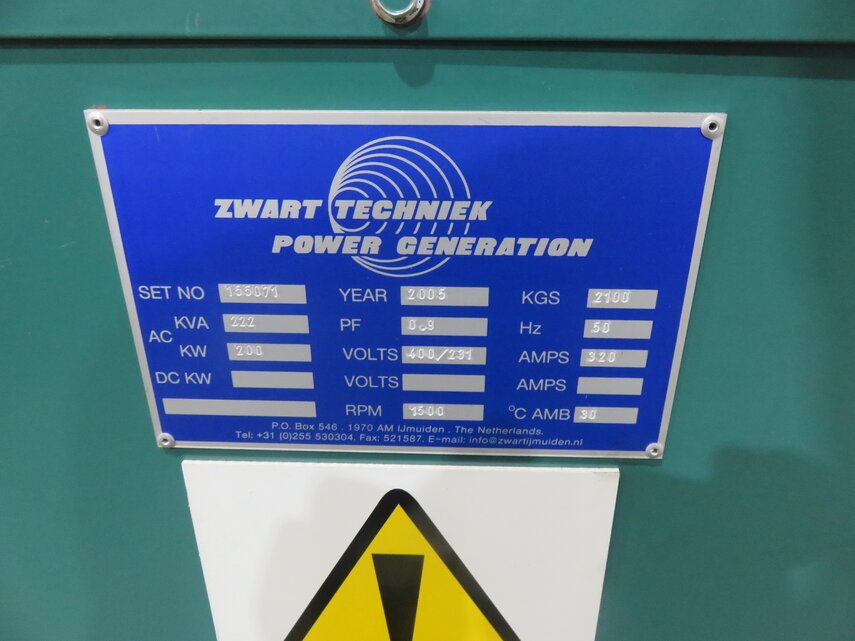 ZWART TECHNIEK
POWER GENERATION
SET NO 155071 YEAR 2005 KGS 2100
AC KVA 222 PF 0.9 Hz 50
KW 200 VOLTS 400/231 AMPS 320
DC KW VOLTS AMPS
RPM 1500 °C AMB 30
P.O. Box 546 . 1970 AM IJmuiden . The Netherlands.
Tel: +31 (0)255 530304. Fax: 521587. E-mail: info@zwartijmuiden.nl
!